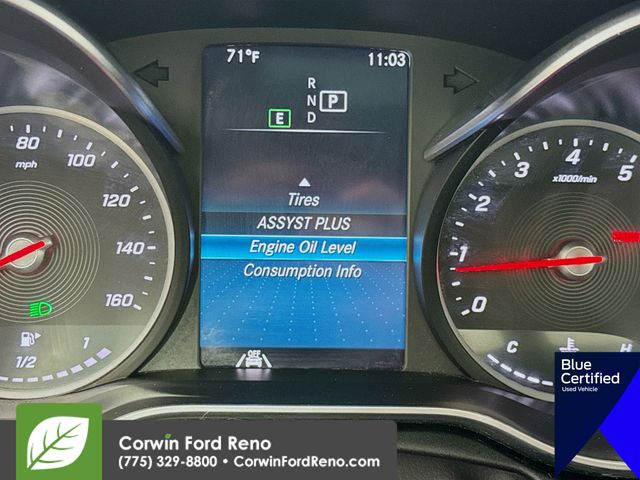 71°F 11:03
R
N P
E D
80
mph 100
120
140
160
1/2 1
Tires
ASSYST PLUS
Engine Oil Level
Consumption Info
OFF
0 1 2 3 4 5
x1000/min
C H
Blue
Certified
Used Vehicle
Corwin Ford Reno
(775) 329-8800 • CorwinFordReno.com